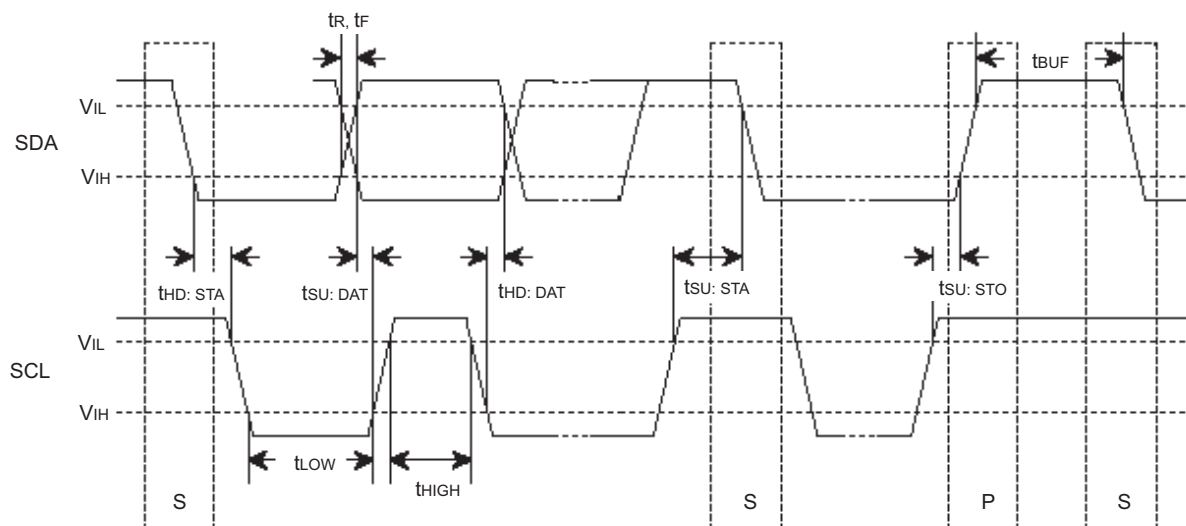 tR, tF
tBUF
VIL
SDA
VIH
tHD: STA
tSU: DAT
tHD: DAT
tSU: STA
tSU: STO
VIL
SCL
VIH
tLOW
tHIGH
S
S
P
S